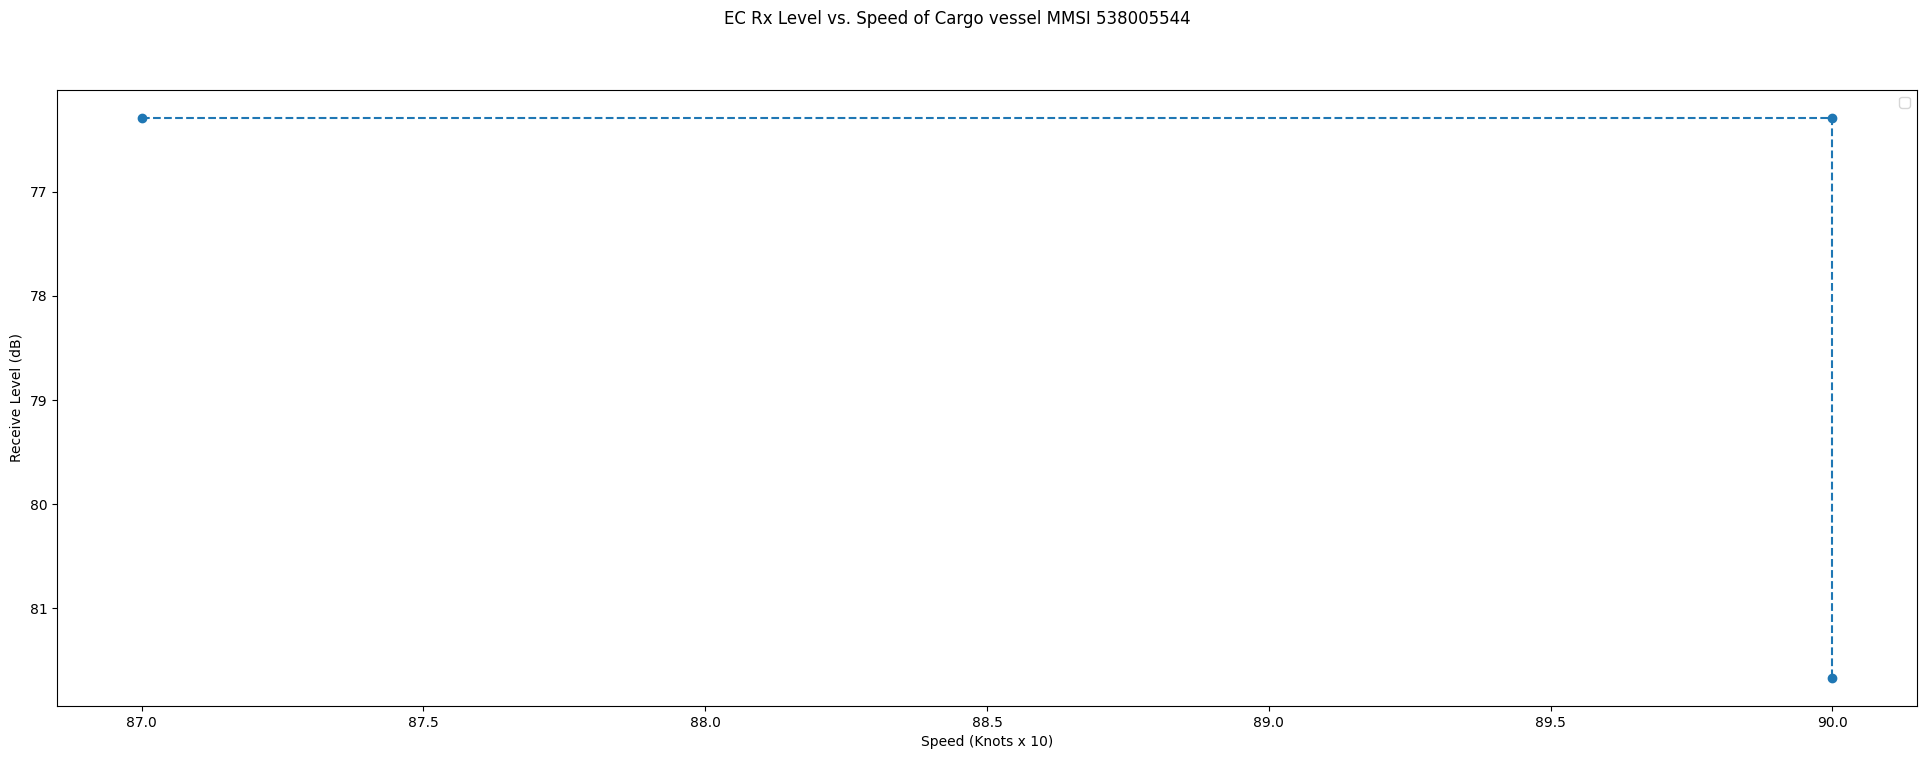 EC Rx Level vs. Speed of Cargo vessel MMSI 538005544
77
78
79
80
81
Receive Level (dB)
87.0 87.5 88.0 88.5 89.0 89.5 90.0
Speed (Knots x 10)